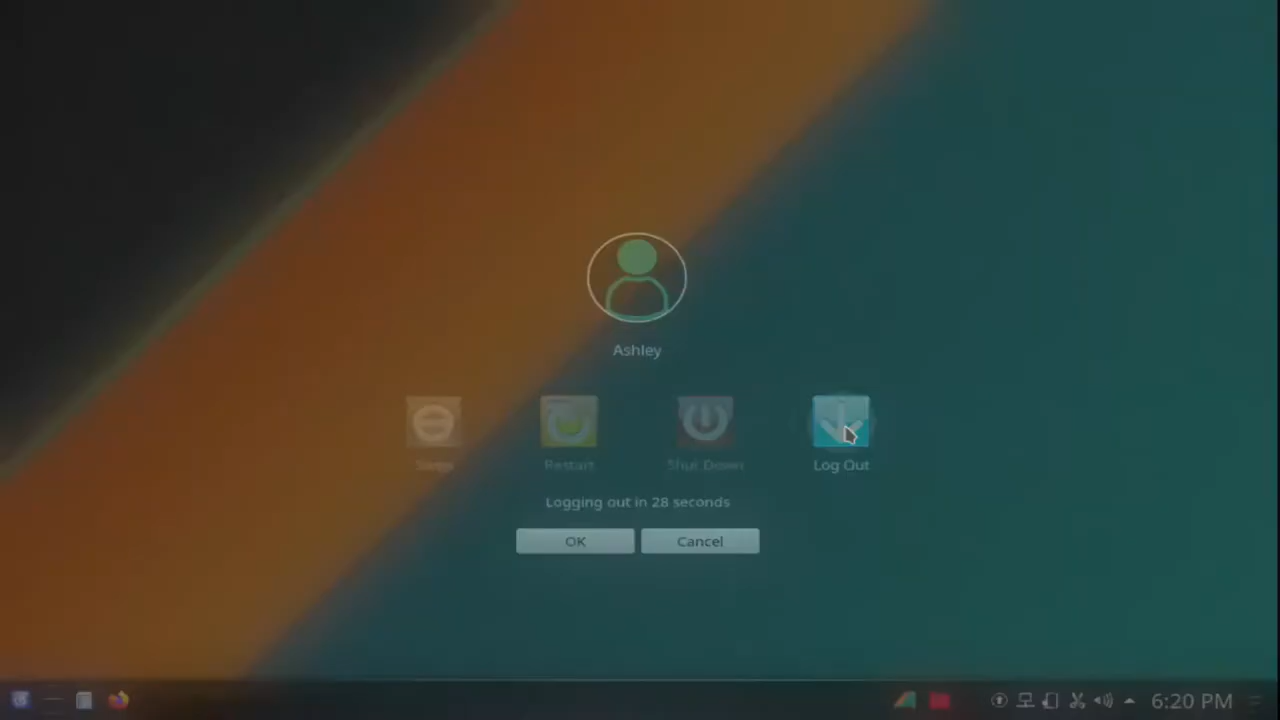 Ashley
Sleep
Restart
Shut Down
Log Out
Logging out in 28 seconds
OK
Cancel
6:20 PM